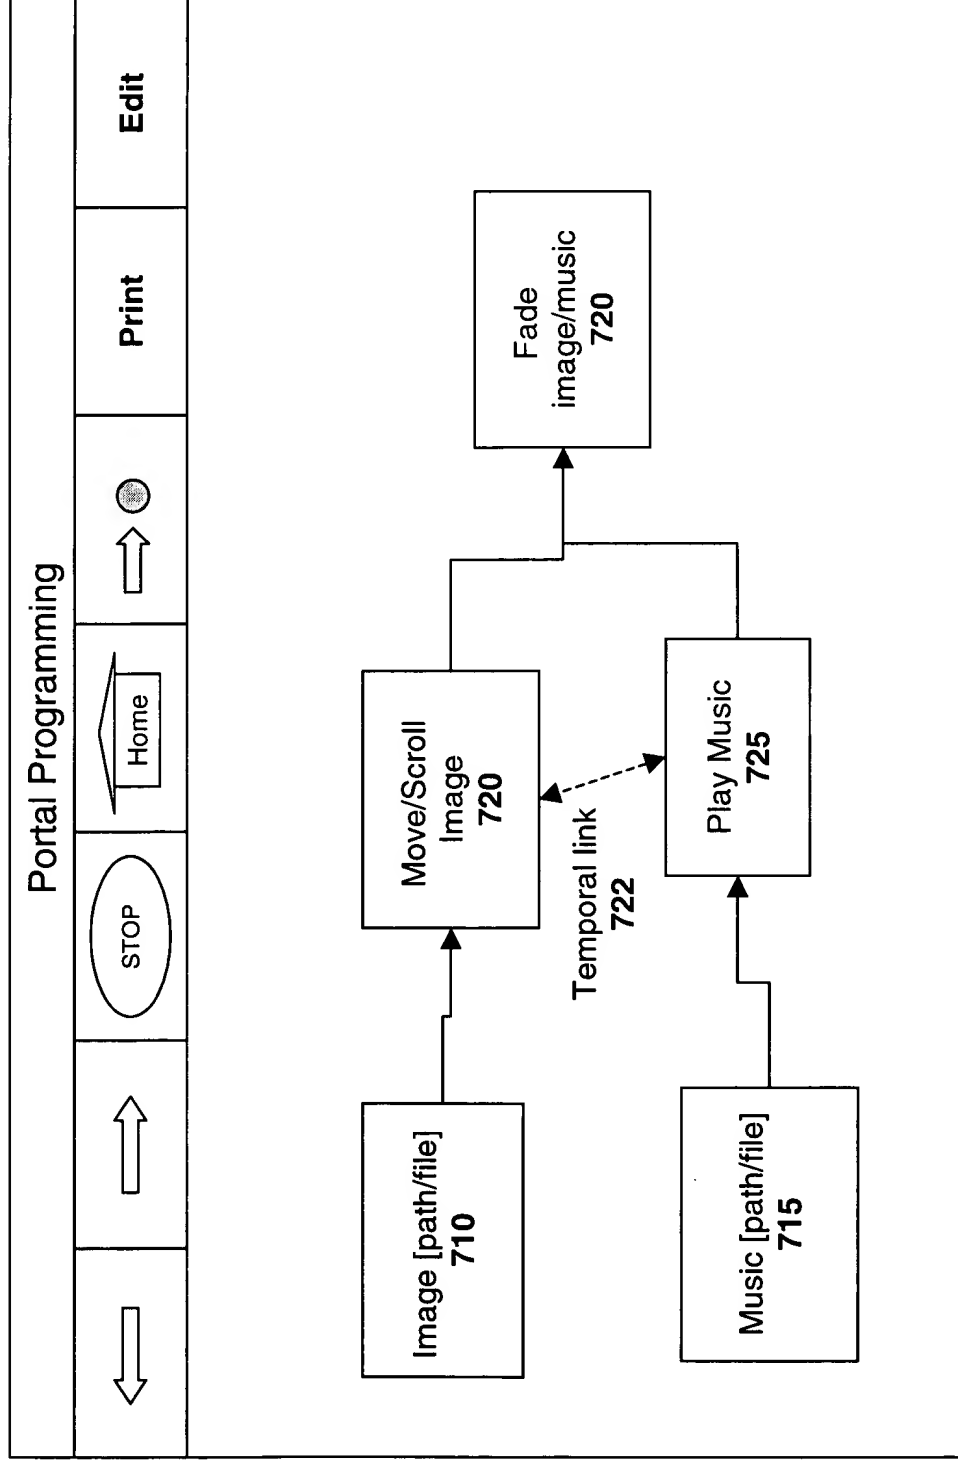 Portal Programming
STOP
Home
Print
Edit
Image [path/file]
710
Move/Scroll
Image
720
Temporal link
722
Music [path/file]
715
Play Music
725
Fade
image/music
720